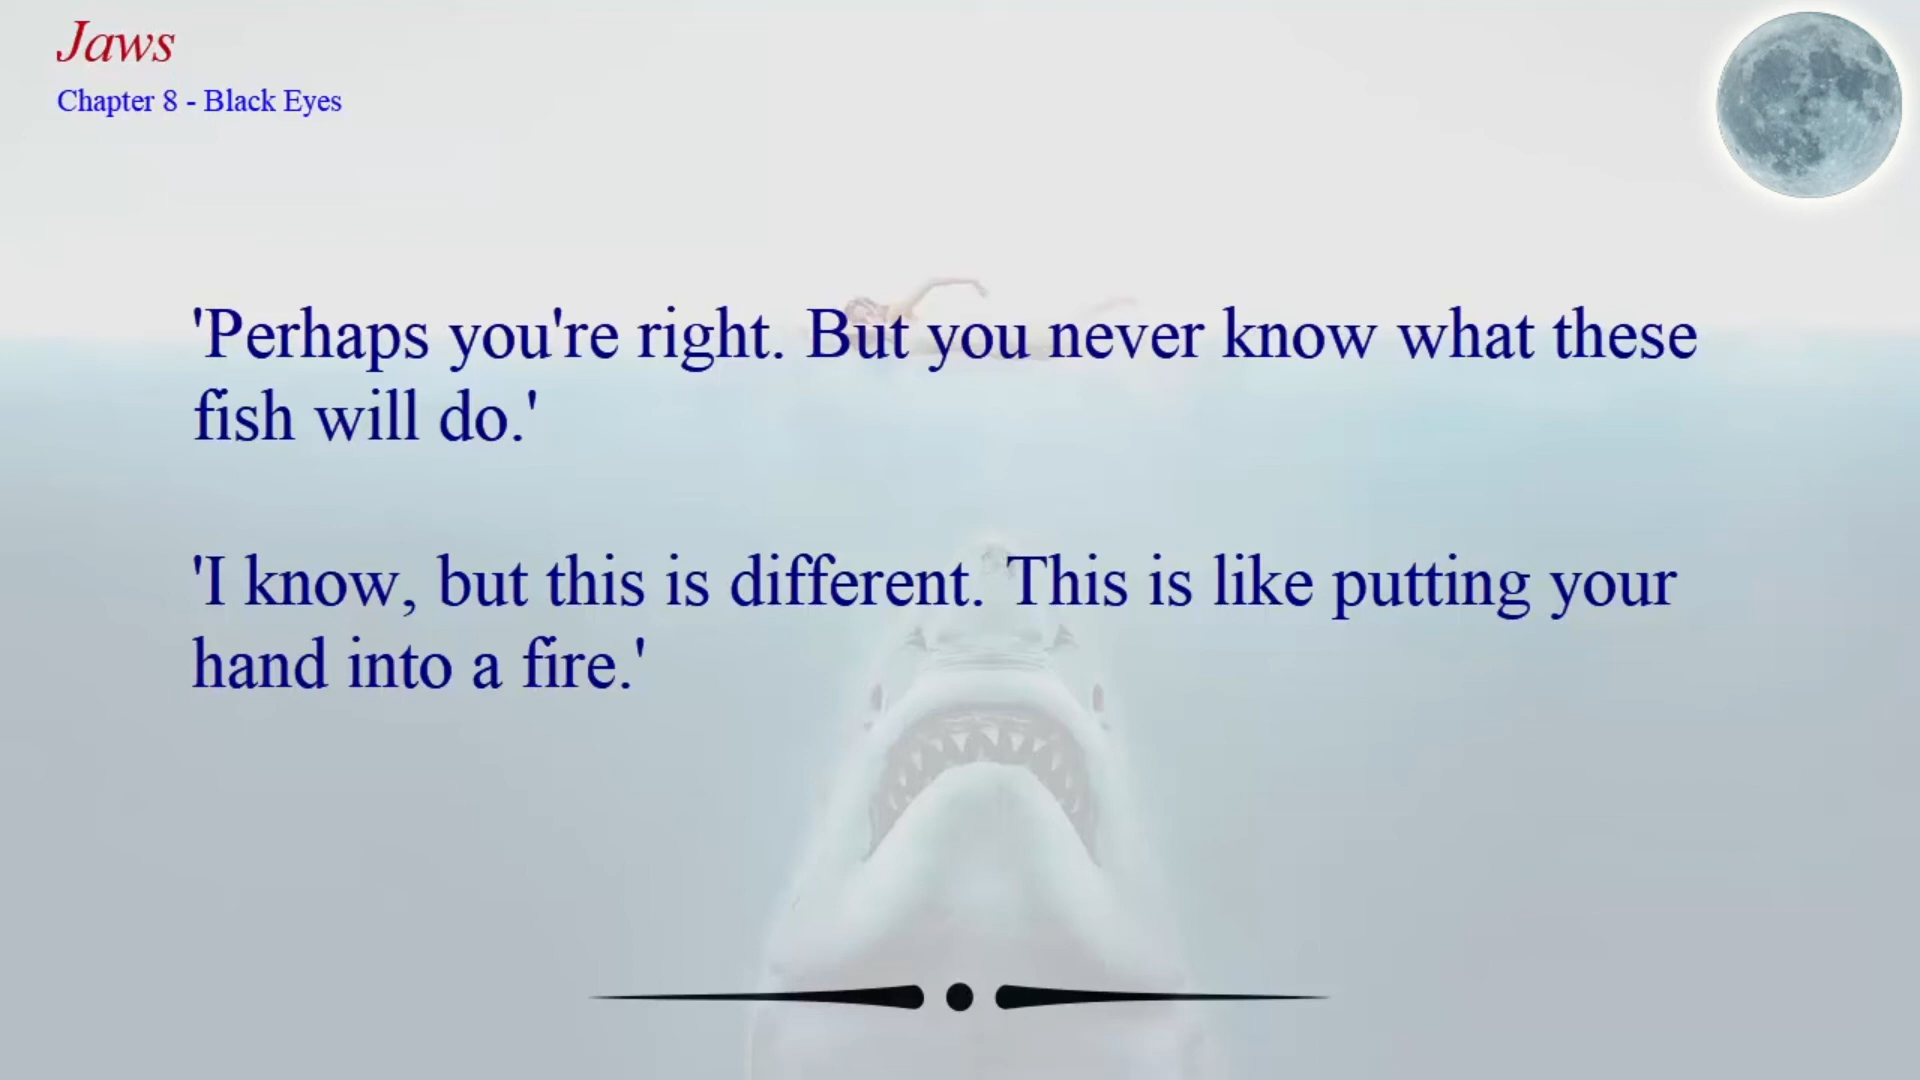 Jaws
Chapter 8 - Black Eyes
'Perhaps you're right. But you never know what these
fish will do.'
'I know, but this is different. This is like putting your
hand into a fire.'